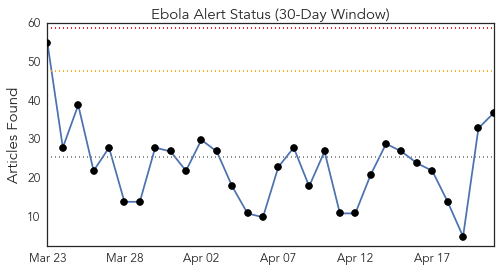 Ebola Alert Status (30-Day Window)
Articles Found
60
50
40
30
20
10
Mar 23
Mar 28
Apr 02
Apr 07
Apr 12
Apr 17